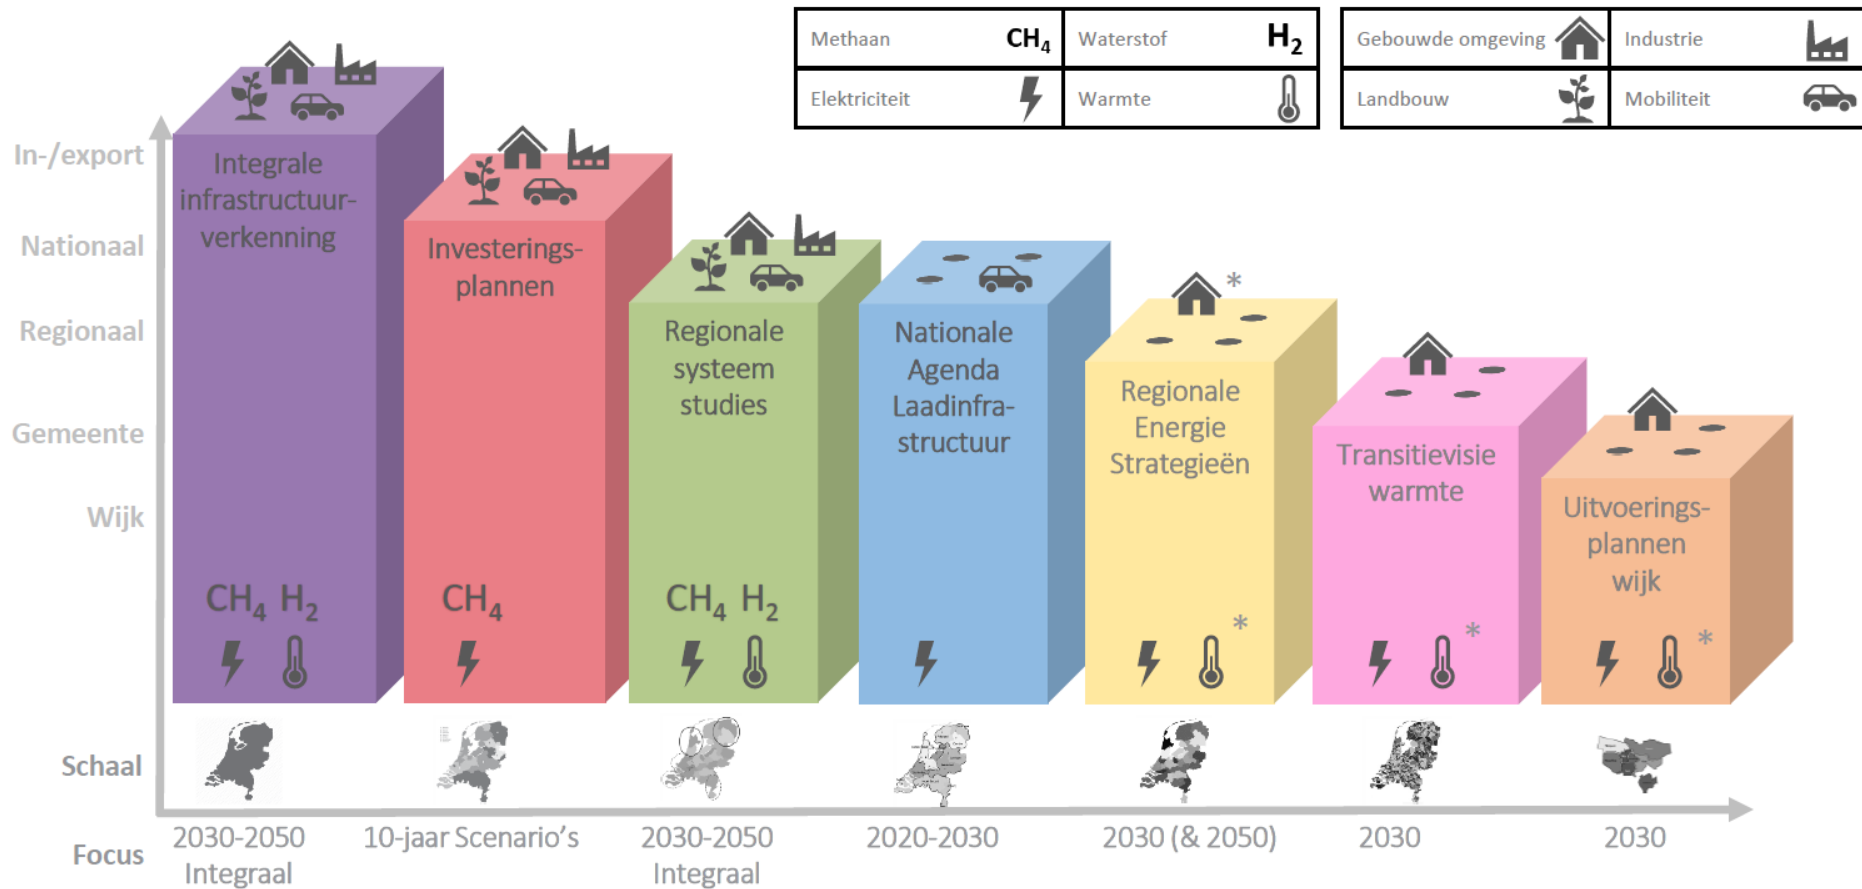 Methaan CH₄ Waterstof H₂
Elektriciteit Warmte
Gebouwde omgeving Industrie
Landbouw Mobiliteit
In-/export
Nationaal
Regionaal
Gemeente
Wijk
Integrale
infrastructuur-
verkenning
CH₄ H₂
Investerings-
plannen
CH₄
Regionale
systeem
studies
CH₄ H₂
Nationale
Agenda
Laadinfra-
structuur
*
Regionale
Energie
Strategieën
*
Transitievisie
warmte
*
Uitvoerings-
plannen
wijk
*
Schaal
Focus
2030-2050
Integraal
10-jaar Scenario's
2030-2050
Integraal
2020-2030
2030 (& 2050)
2030
2030